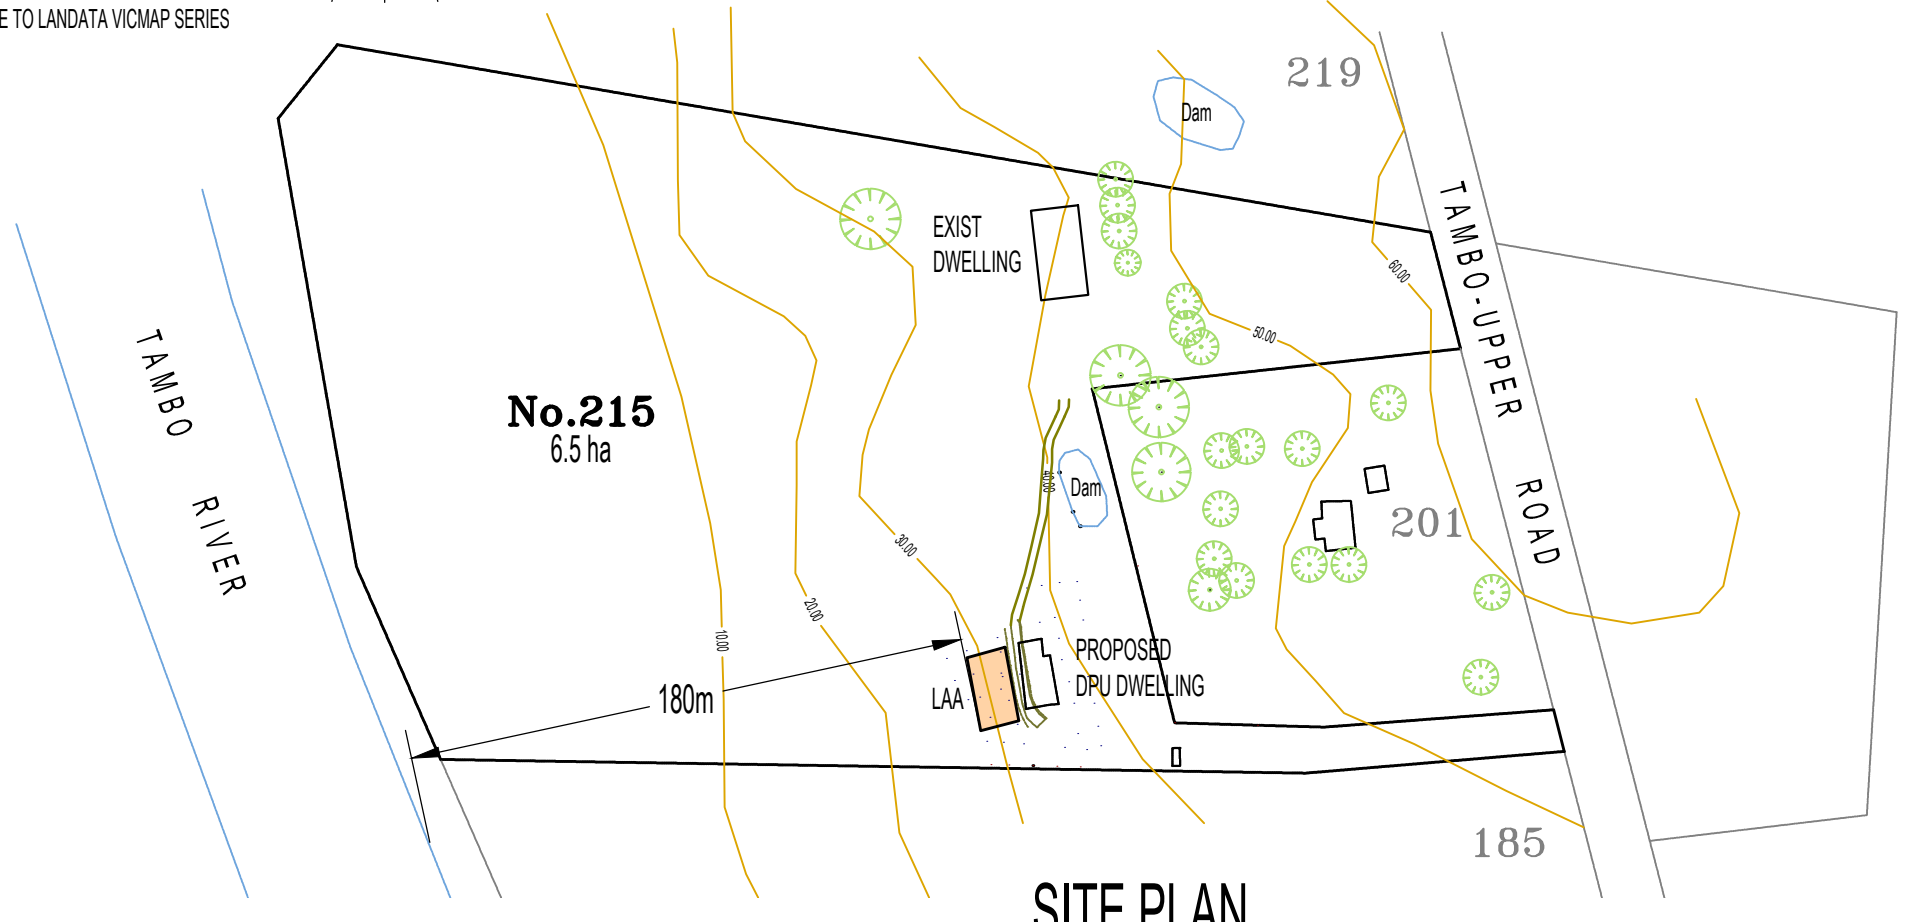 E TO LANDATA VICMAP SERIES
219
Dam
EXIST
DWELLING
TAMBO-UPPER ROAD
60.00
50.00
TAMBO RIVER
No.215
6.5 ha
40.00
Dam
201
30.00
20.00
10.00
PROPOSED
DPU DWELLING
LAA
180m
185
SITE PLAN